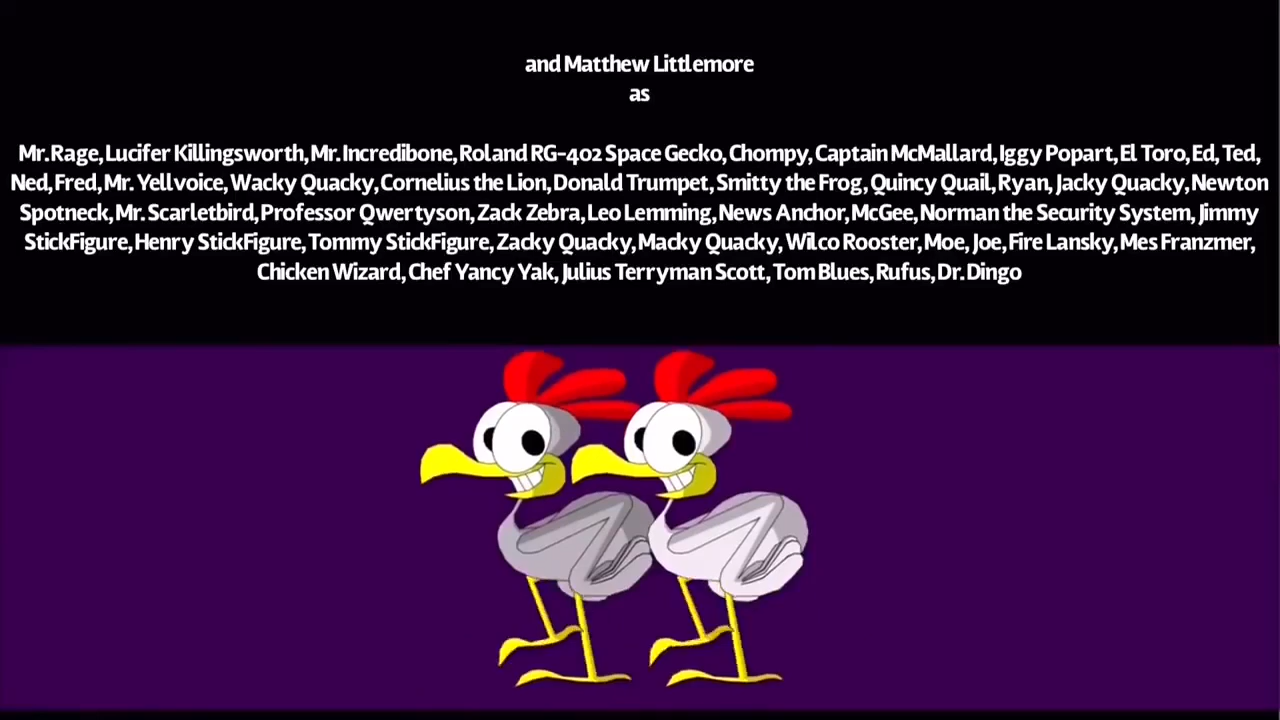 and Matthew Littlemore
as
Mr. Rage, Lucifer Killingsworth, Mr. Incredibone, Roland RG-402 Space Gecko, Chompy, Captain McMallard, Iggy Popart, El Toro, Ed, Ted,
Ned, Fred, Mr. Yellvoice, Wacky Quacky, Cornelius the Lion, Donald Trumpet, Smitty the Frog, Quincy Quail, Ryan, Jacky Quacky, Newton
Spotneck, Mr. Scarletbird, Professor Qwertyson, Zack Zebra, Leo Lemming, News Anchor, McGee, Norman the Security System, Jimmy
StickFigure, Henry StickFigure, Tommy StickFigure, Zacky Quacky, Macky Quacky, Wilco Rooster, Moe, Joe, Fire Lansky, Mes Franzmer,
Chicken Wizard, Chef Yancy Yak, Julius Terryman Scott, Tom Blues, Rufus, Dr. Dingo